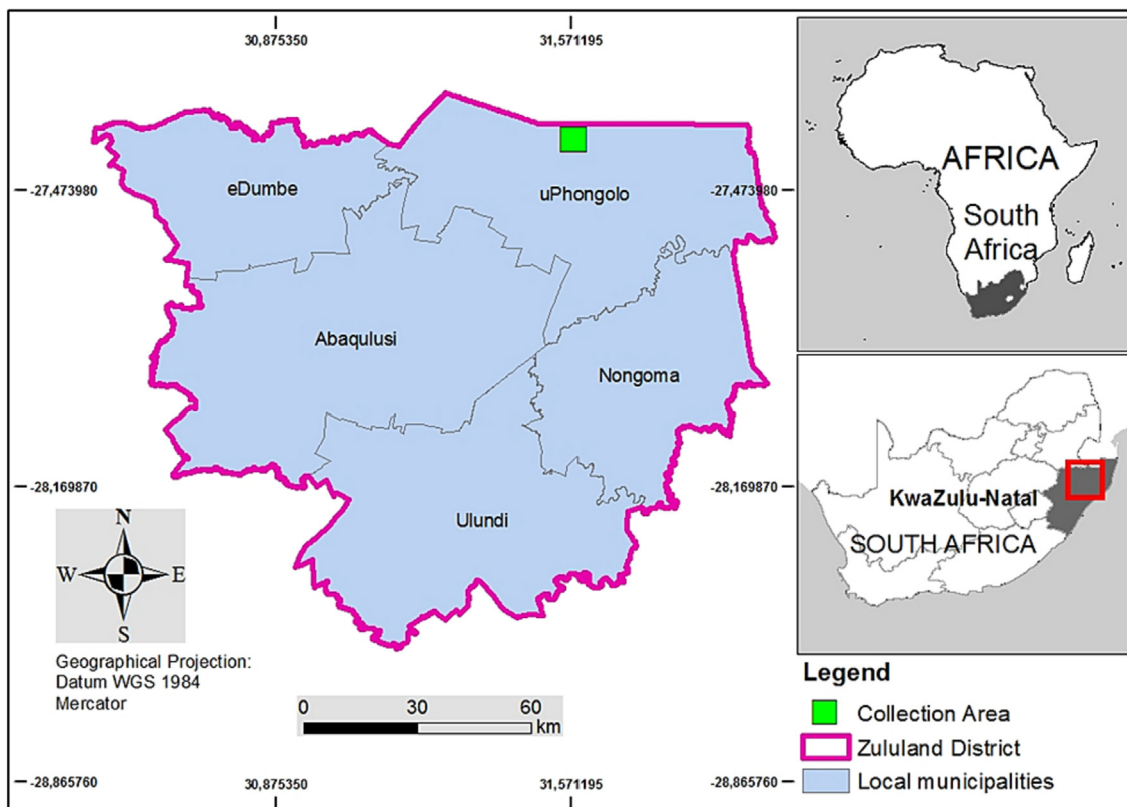 30,875350
31,571195
-27,473980
-27,473980
eDumbe
uPhongolo
Abaqulusi
Nongoma
-28,169870
-28,169870
Ulundi
N
W
E
S
Geographical Projection:
Datum WGS 1984
Mercator
0
30
60
km
-28,865760
-28,865760
30,875350
31,571195
AFRICA
South
Africa
KwaZulu-Natal
SOUTH AFRICA
Legend
Collection Area
Zululand District
Local municipalities